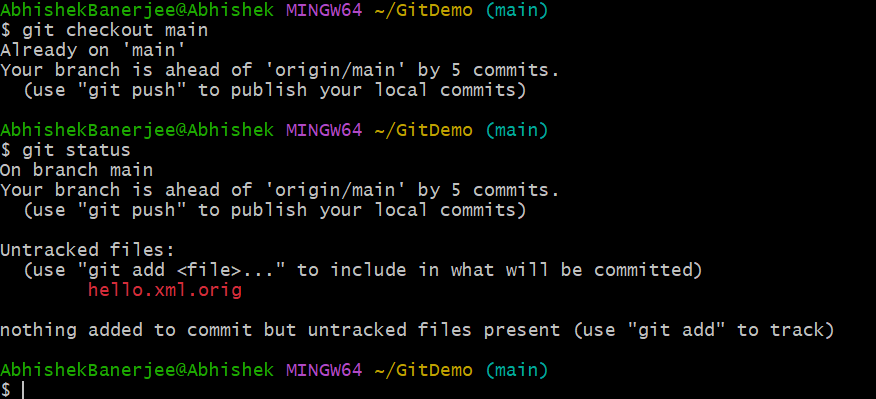 AbhishekBanerjee@Abhishek MINGW64 ~/GitDemo (main)
$ git checkout main
Already on 'main'
Your branch is ahead of 'origin/main' by 5 commits.
  (use "git push" to publish your local commits)

AbhishekBanerjee@Abhishek MINGW64 ~/GitDemo (main)
$ git status
On branch main
Your branch is ahead of 'origin/main' by 5 commits.
  (use "git push" to publish your local commits)

Untracked files:
  (use "git add <file>..." to include in what will be committed)
        hello.xml.orig

nothing added to commit but untracked files present (use "git add" to track)

AbhishekBanerjee@Abhishek MINGW64 ~/GitDemo (main)
$